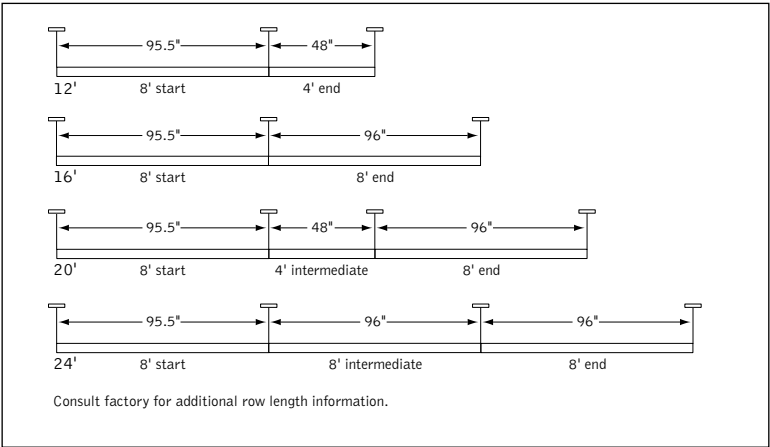 95.5" 48"
12' 8' start 4' end
95.5" 96"
16' 8' start 8' end
95.5" 48" 96"
20' 8' start 4' intermediate 8' end
95.5" 96" 96"
24' 8' start 8' intermediate 8' end
Consult factory for additional row length information.